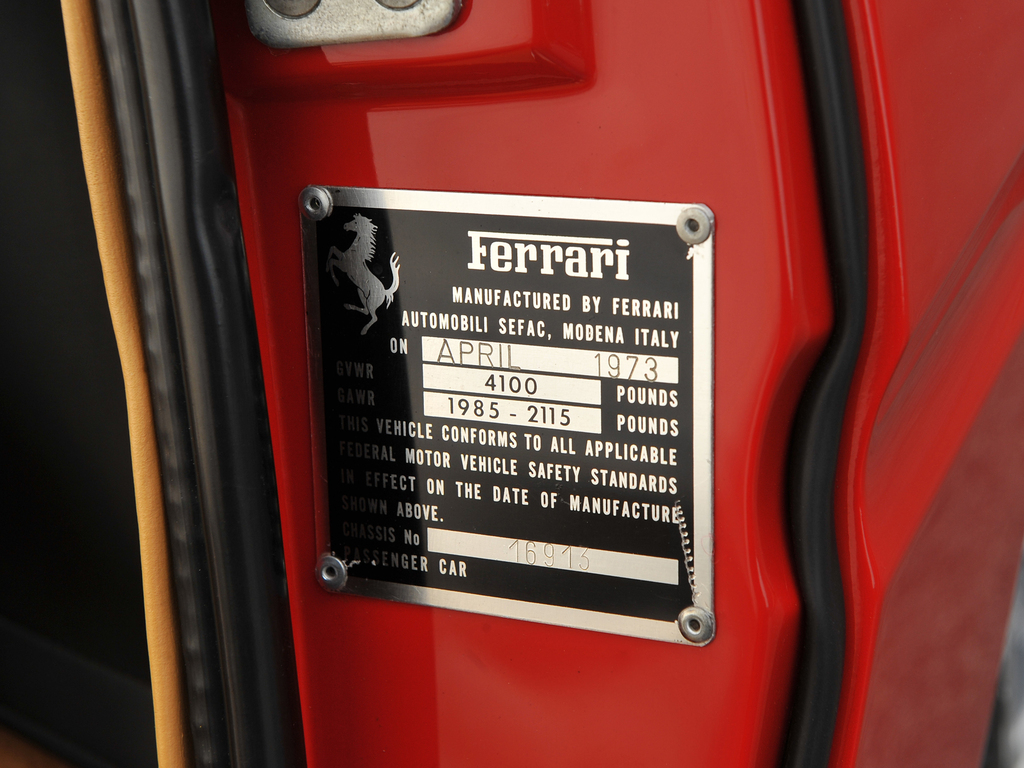 Ferrari
MANUFACTURED BY FERRARI
AUTOMOBILI SEFAC, MODENA ITALY
ON APRIL 1973
GVWR 4100 POUNDS
GAWR 1985 - 2115 POUNDS
THIS VEHICLE CONFORMS TO ALL APPLICABLE
FEDERAL MOTOR VEHICLE SAFETY STANDARDS
IN EFFECT ON THE DATE OF MANUFACTURE
SHOWN ABOVE.
CHASSIS No 16913
PASSENGER CAR